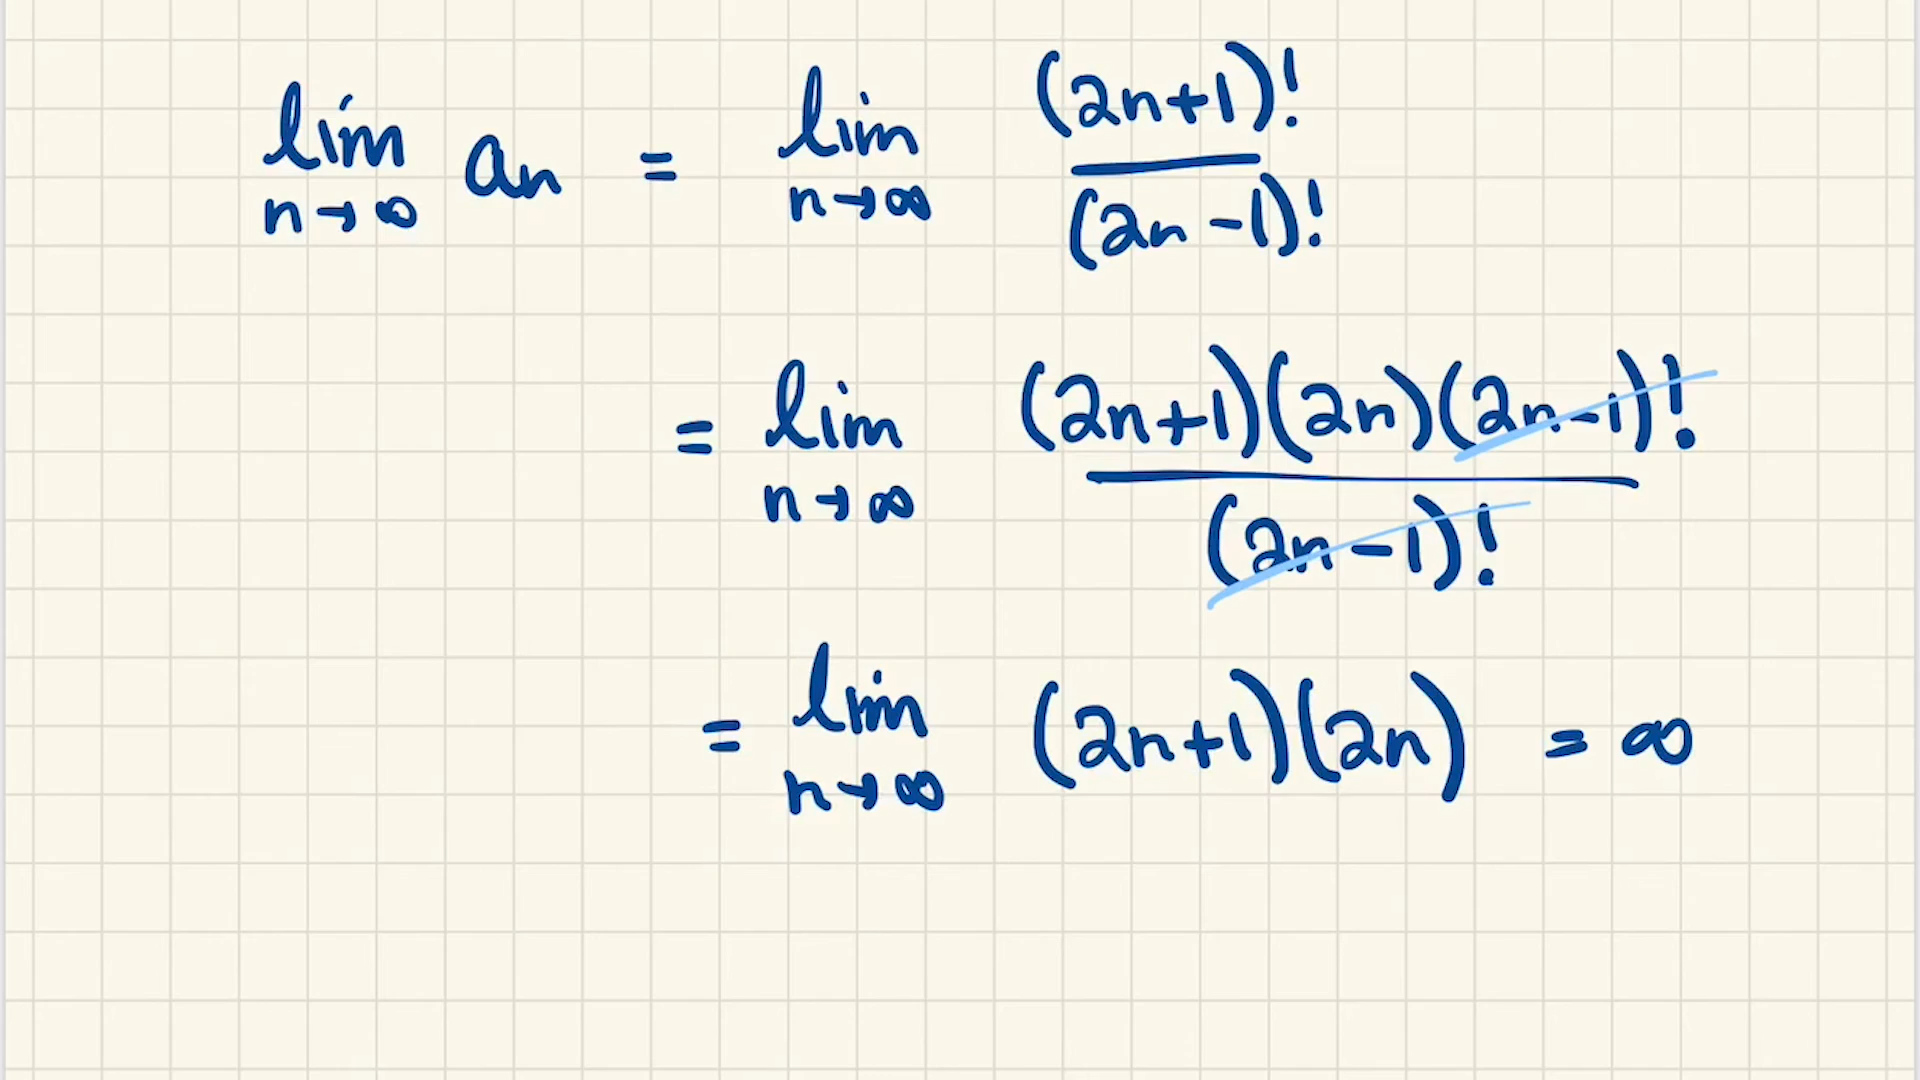 lim n→∞ an = lim n→∞ (2n+1)! / (2n-1)!
= lim n→∞ (2n+1)(2n)(2n-1)! / (2n-1)!
= lim n→∞ (2n+1)(2n) = ∞